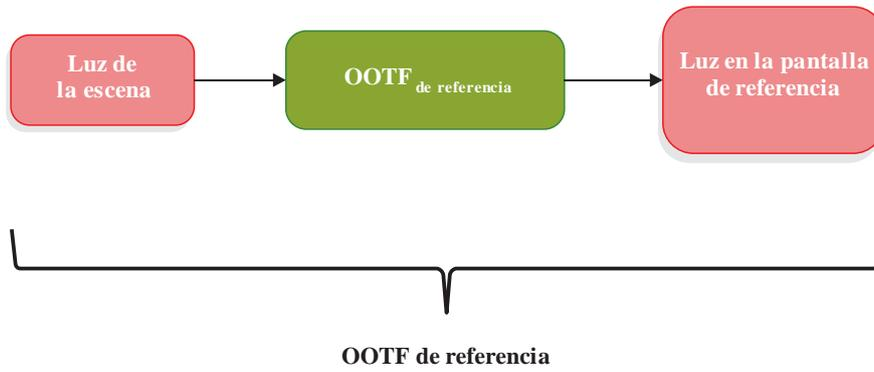 Luz de
la escena
OOTF de referencia
Luz en la pantalla
de referencia
OOTF de referencia